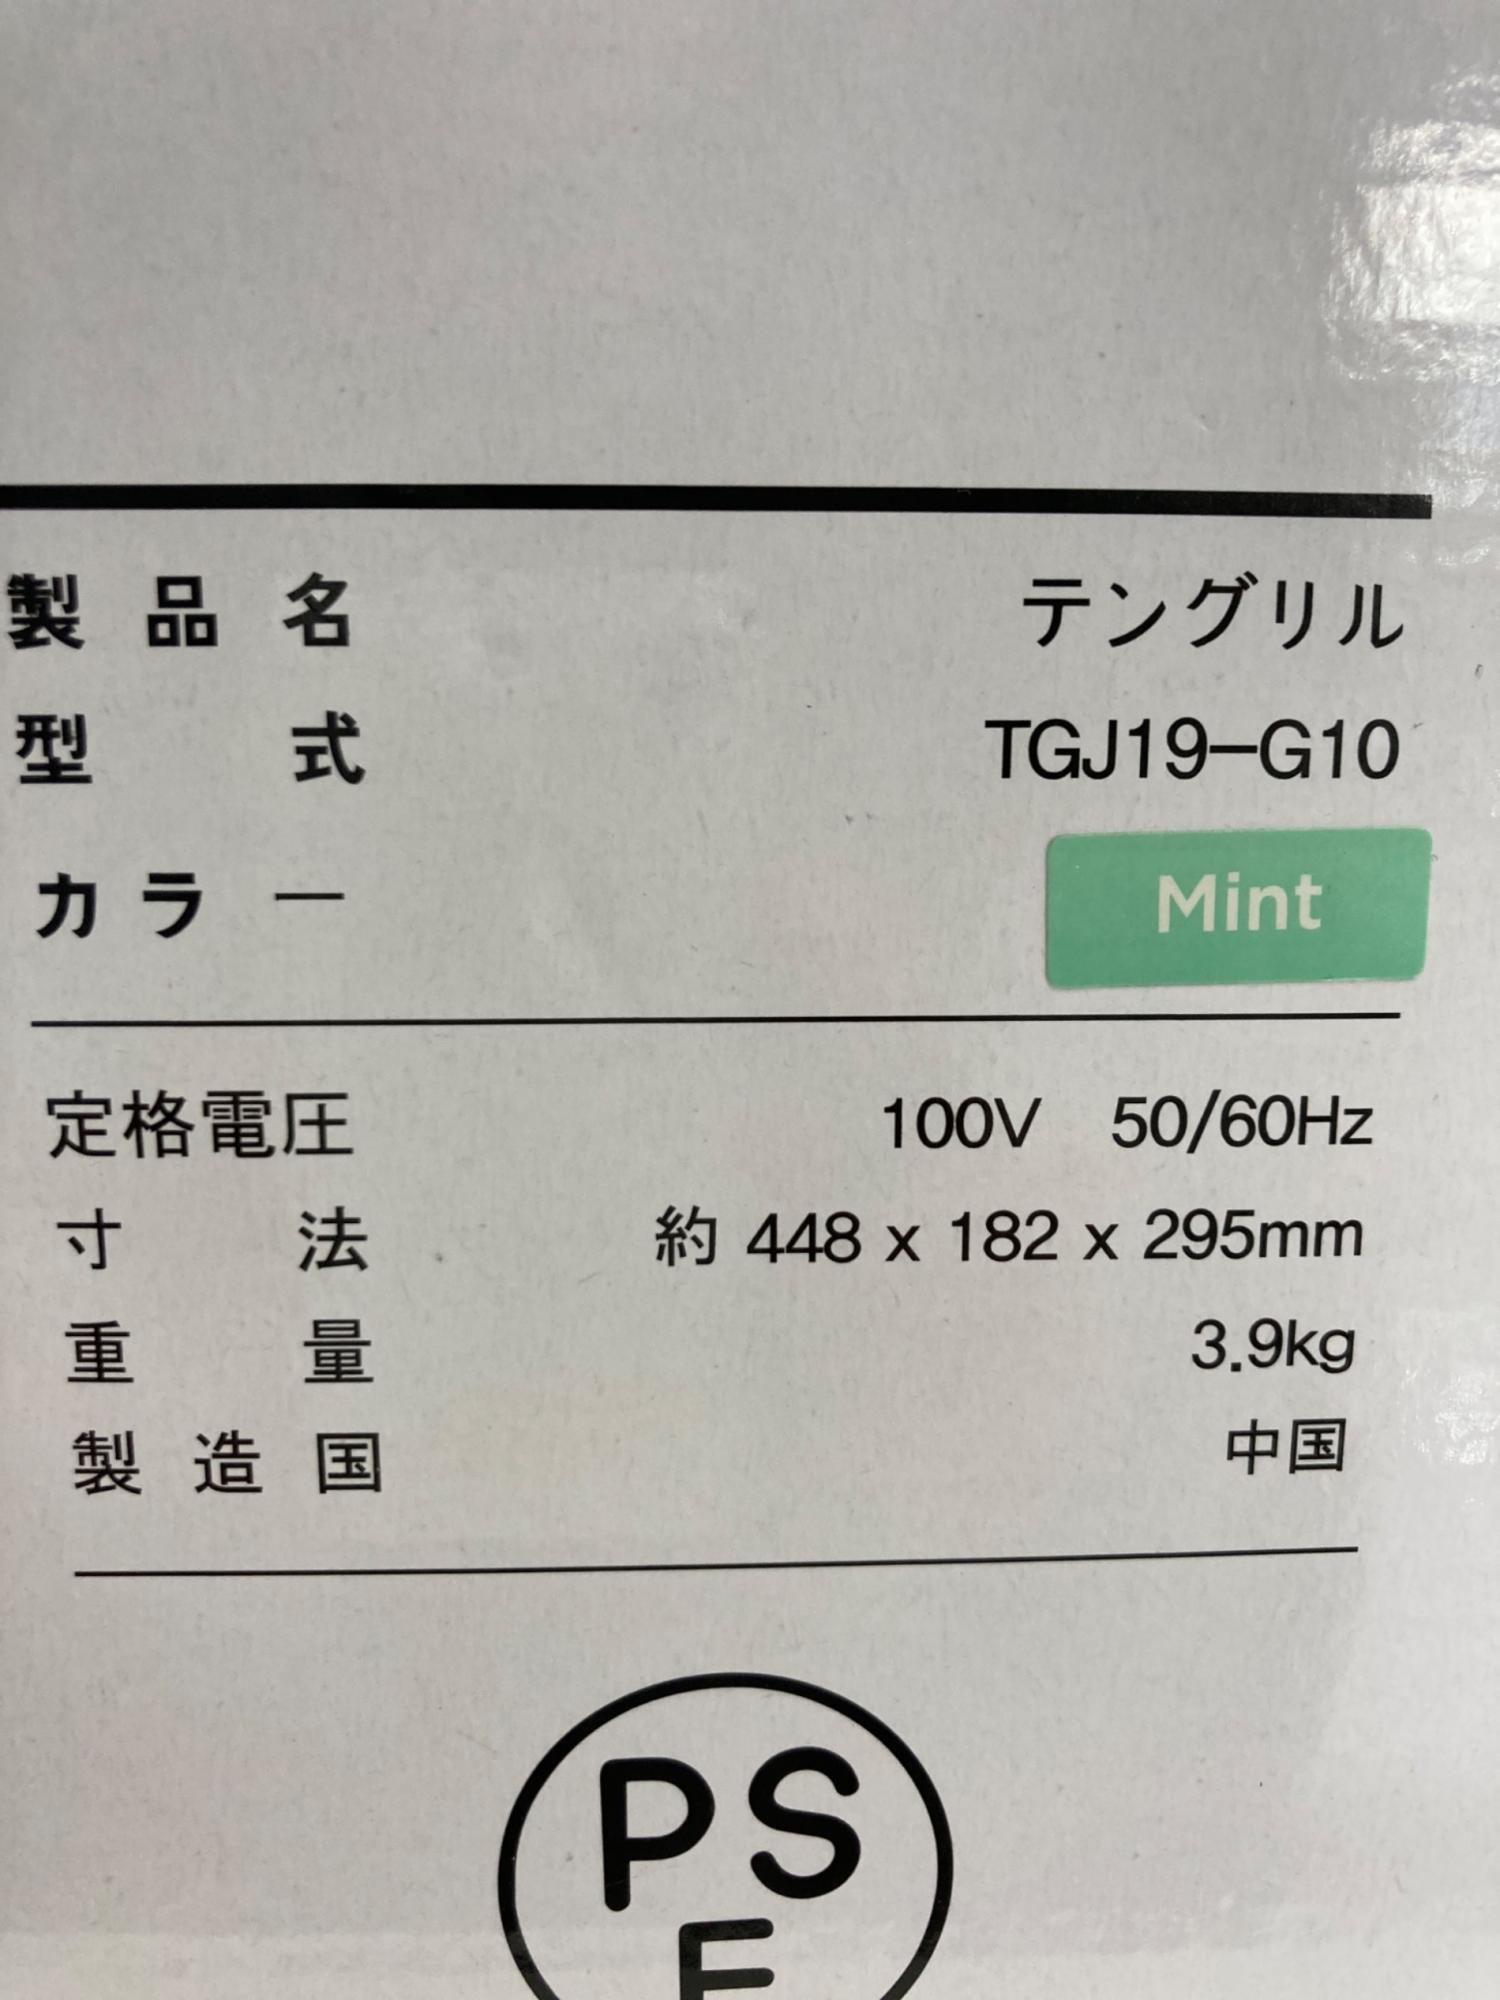 製品名 テングリル
型式 TGJ19-G10
カラー Mint
定格電圧 100V 50/60Hz
寸法 約 448 x 182 x 295mm
重量 3.9kg
製造国 中国
PS
E